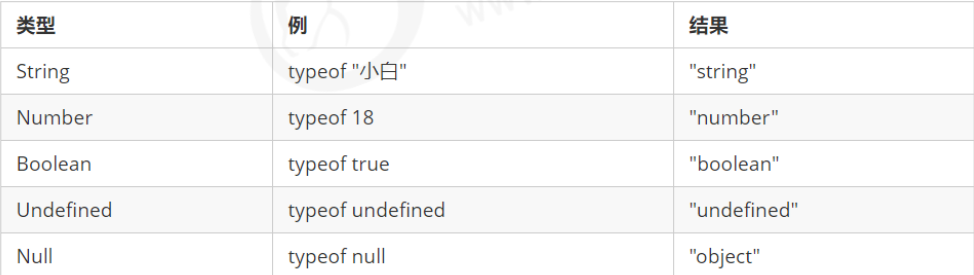 类型 例 结果
String typeof "小白" "string"
Number typeof 18 "number"
Boolean typeof true "boolean"
Undefined typeof undefined "undefined"
Null typeof null "object"